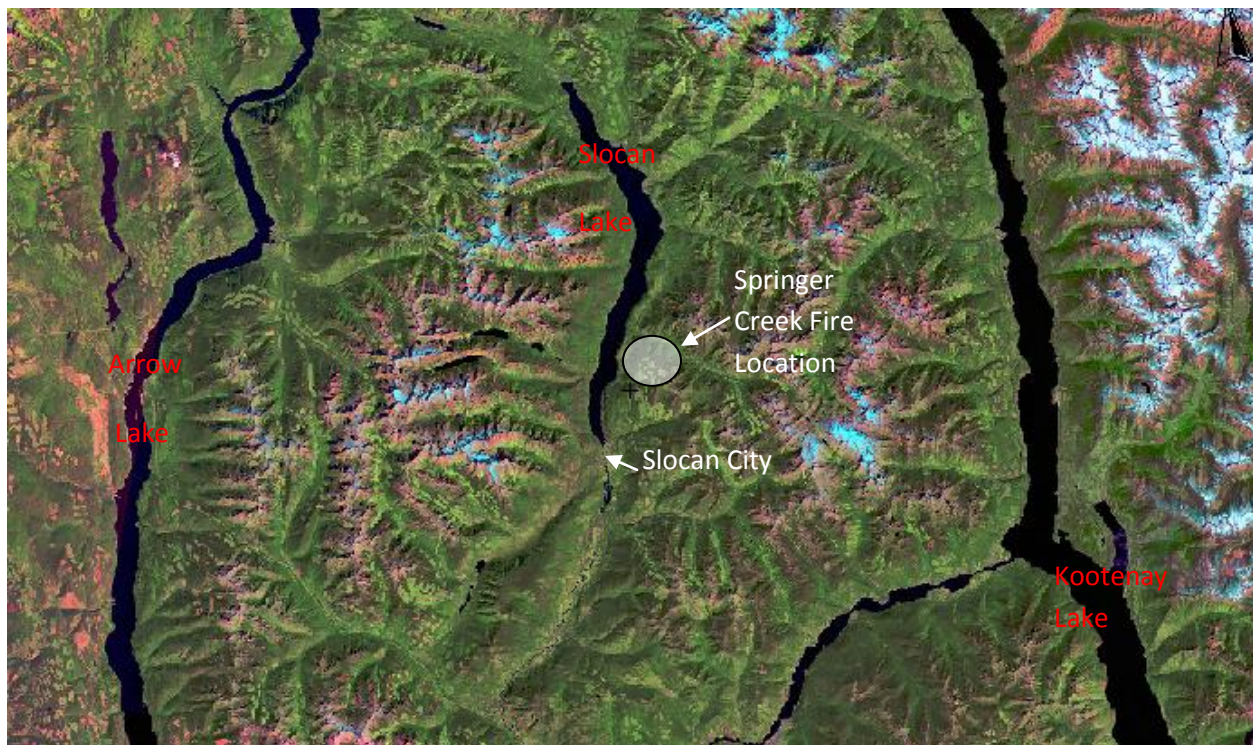 Slocan
Lake
Springer
Creek Fire
Location
Arrow
Lake
Slocan City
Kootenay
Lake